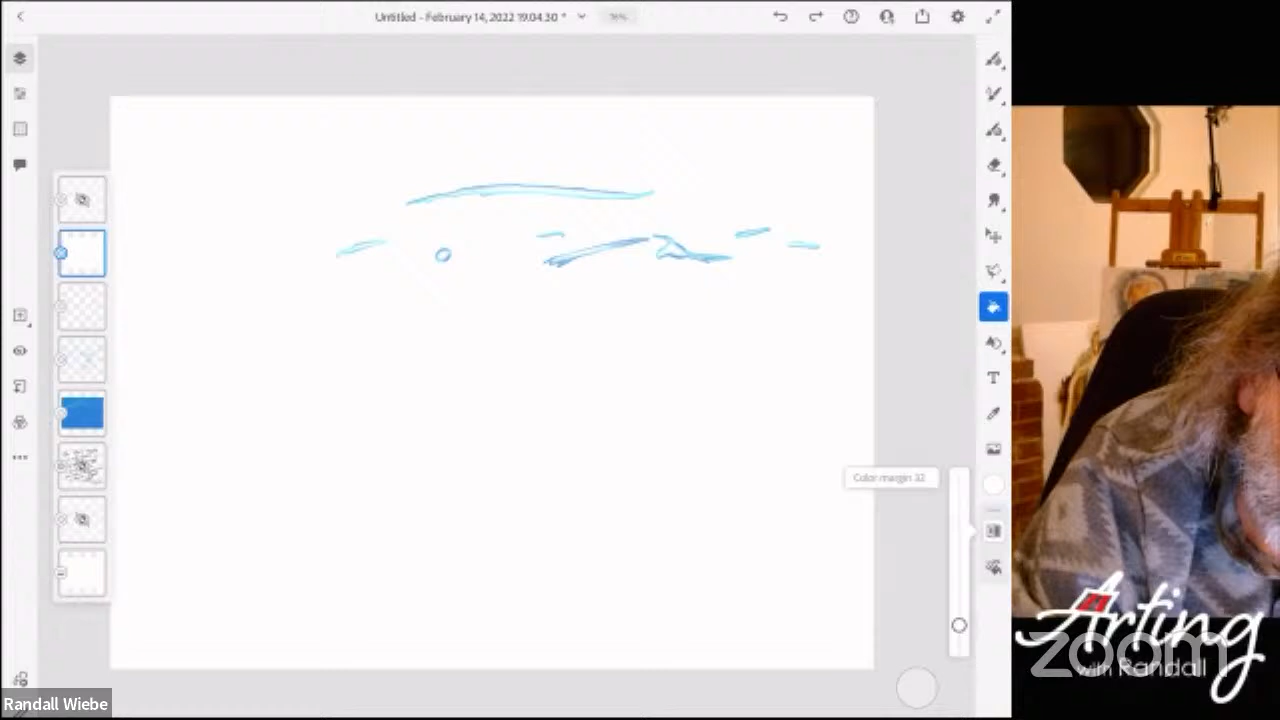 Untitled - February 14, 2022 19.04.30 *
Color margin 32
T
Arting
zoom
with Randall
Randall Wiebe